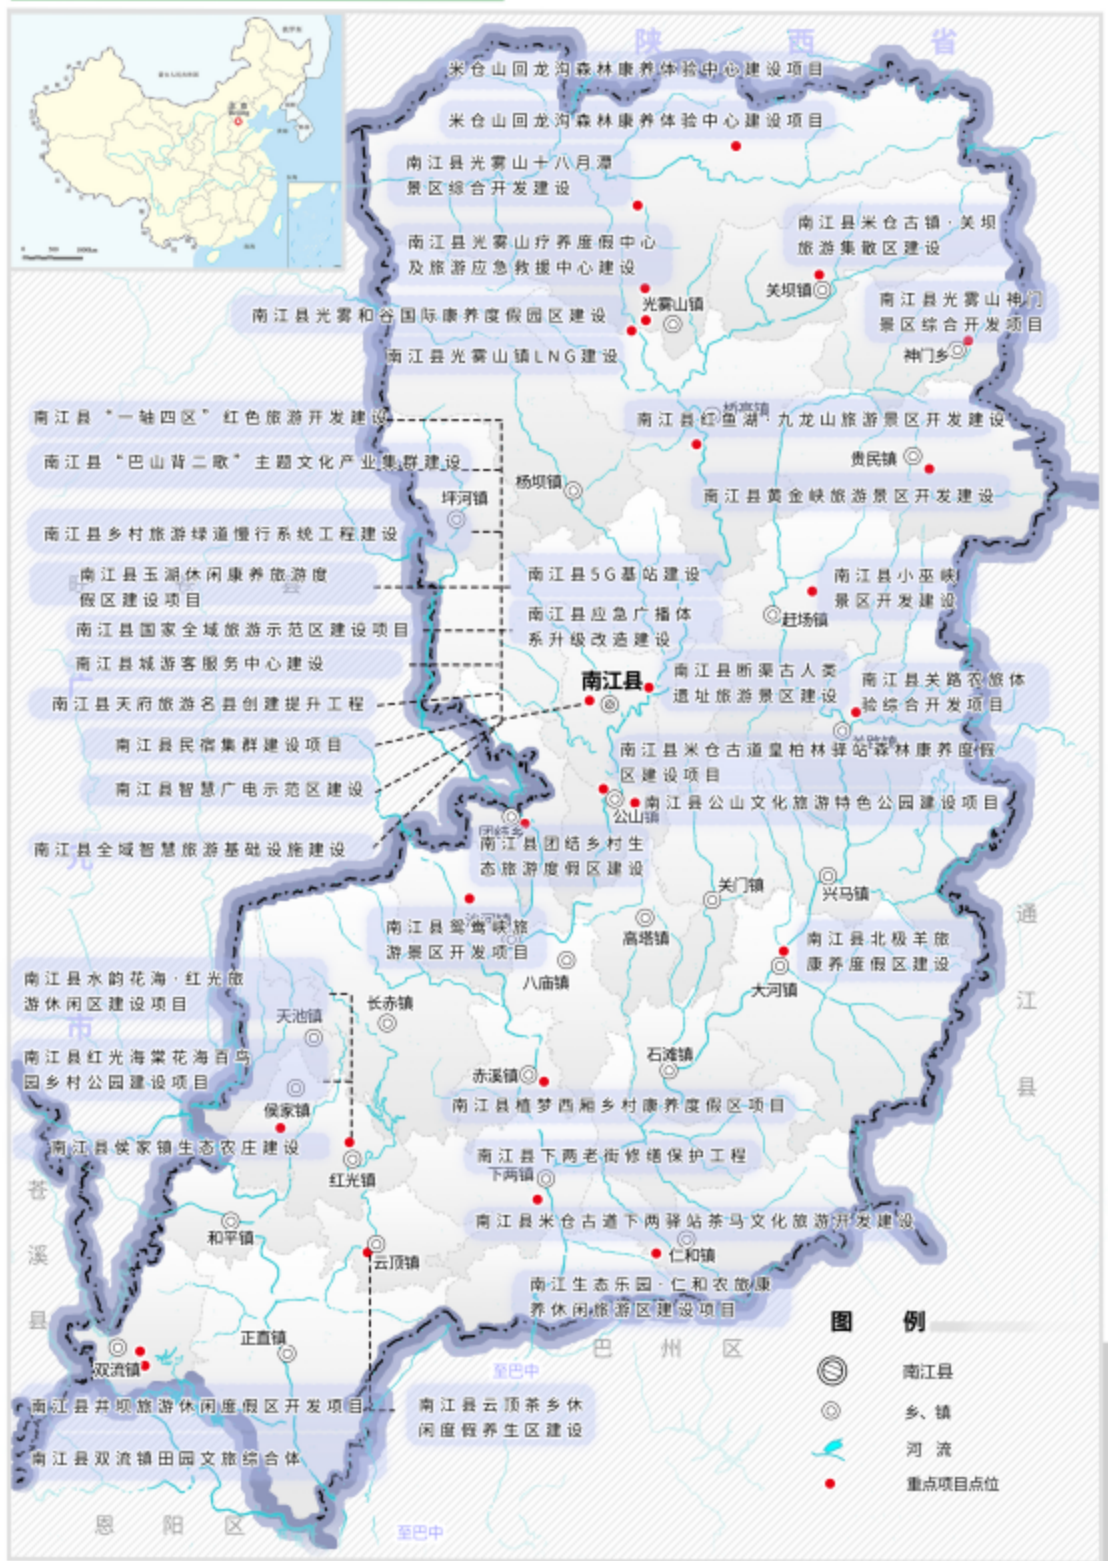 陕 西 省
米仓山回龙沟森林康养体验中心建设项目
米仓山回龙沟森林康养体验中心建设项目
南江县光雾山十八月潭
景区综合开发建设
南江县米仓古镇·关坝
旅游集散区建设
南江县光雾山疗养度假中心
及旅游应急救援中心建设
关坝镇
南江县光雾山神门
景区综合开发项目
光雾山镇
南江县光雾和谷国际康养度假园区建设
神门乡
南江县光雾山镇LNG建设
桥亭镇
南江县“一轴四区”红色旅游开发建设
南江县红鱼湖·九龙山旅游景区开发建设
南江县“巴山背二歌”主题文化产业集群建设
贵民镇
杨坝镇
坪河镇
南江县黄金峡旅游景区开发建设
南江县乡村旅游绿道慢行系统工程建设
南江县玉湖休闲康养旅游度
假区建设项目
县
南江县5G基站建设
南江县小巫峡
景区开发建设
南江县应急广播体
系升级改造建设
赶场镇
南江县国家全域旅游示范区建设项目
南江县城游客服务中心建设
南江县
南江县断渠古人类
遗址旅游景区建设
南江县关路农旅体
验综合开发项目
广
南江县天府旅游名县创建提升工程
南江县民宿集群建设项目
南江县米仓古道皇柏林驿站森林康养度假
区建设项目
南江县智慧广电示范区建设
南江县公山文化旅游特色公园建设项目
公山镇
团结乡
南江县全域智慧旅游基础设施建设
元
南江县团结乡村生
态旅游度假区建设
关门镇
兴马镇
南江县鸳鸯峡旅
游景区开发项目
高塔镇
南江县北极羊旅
康养度假区建设
通
江
县
八庙镇
大河镇
南江县水韵花海·红光旅
游休闲区建设项目
市
天池镇
长赤镇
南江县红光海棠花海百鸟
园乡村公园建设项目
石滩镇
赤溪镇
侯家镇
南江县植梦西厢乡村康养度假区项目
南江县侯家镇生态农庄建设
南江县下两老街修缮保护工程
红光镇
下两镇
苍
溪
县
和平镇
南江县米仓古道下两驿站茶马文化旅游开发建设
云顶镇
仁和镇
南江生态乐园·仁和农旅康
养休闲旅游区建设项目
正直镇
双流镇
巴 州 区
至巴中
南江县井坝旅游休闲度假区开发项目
南江县云顶茶乡休
闲度假养生区建设
南江县双流镇田园文旅综合体
恩 阳 区
至巴中
图 例
南江县
乡、镇
河 流
重点项目点位